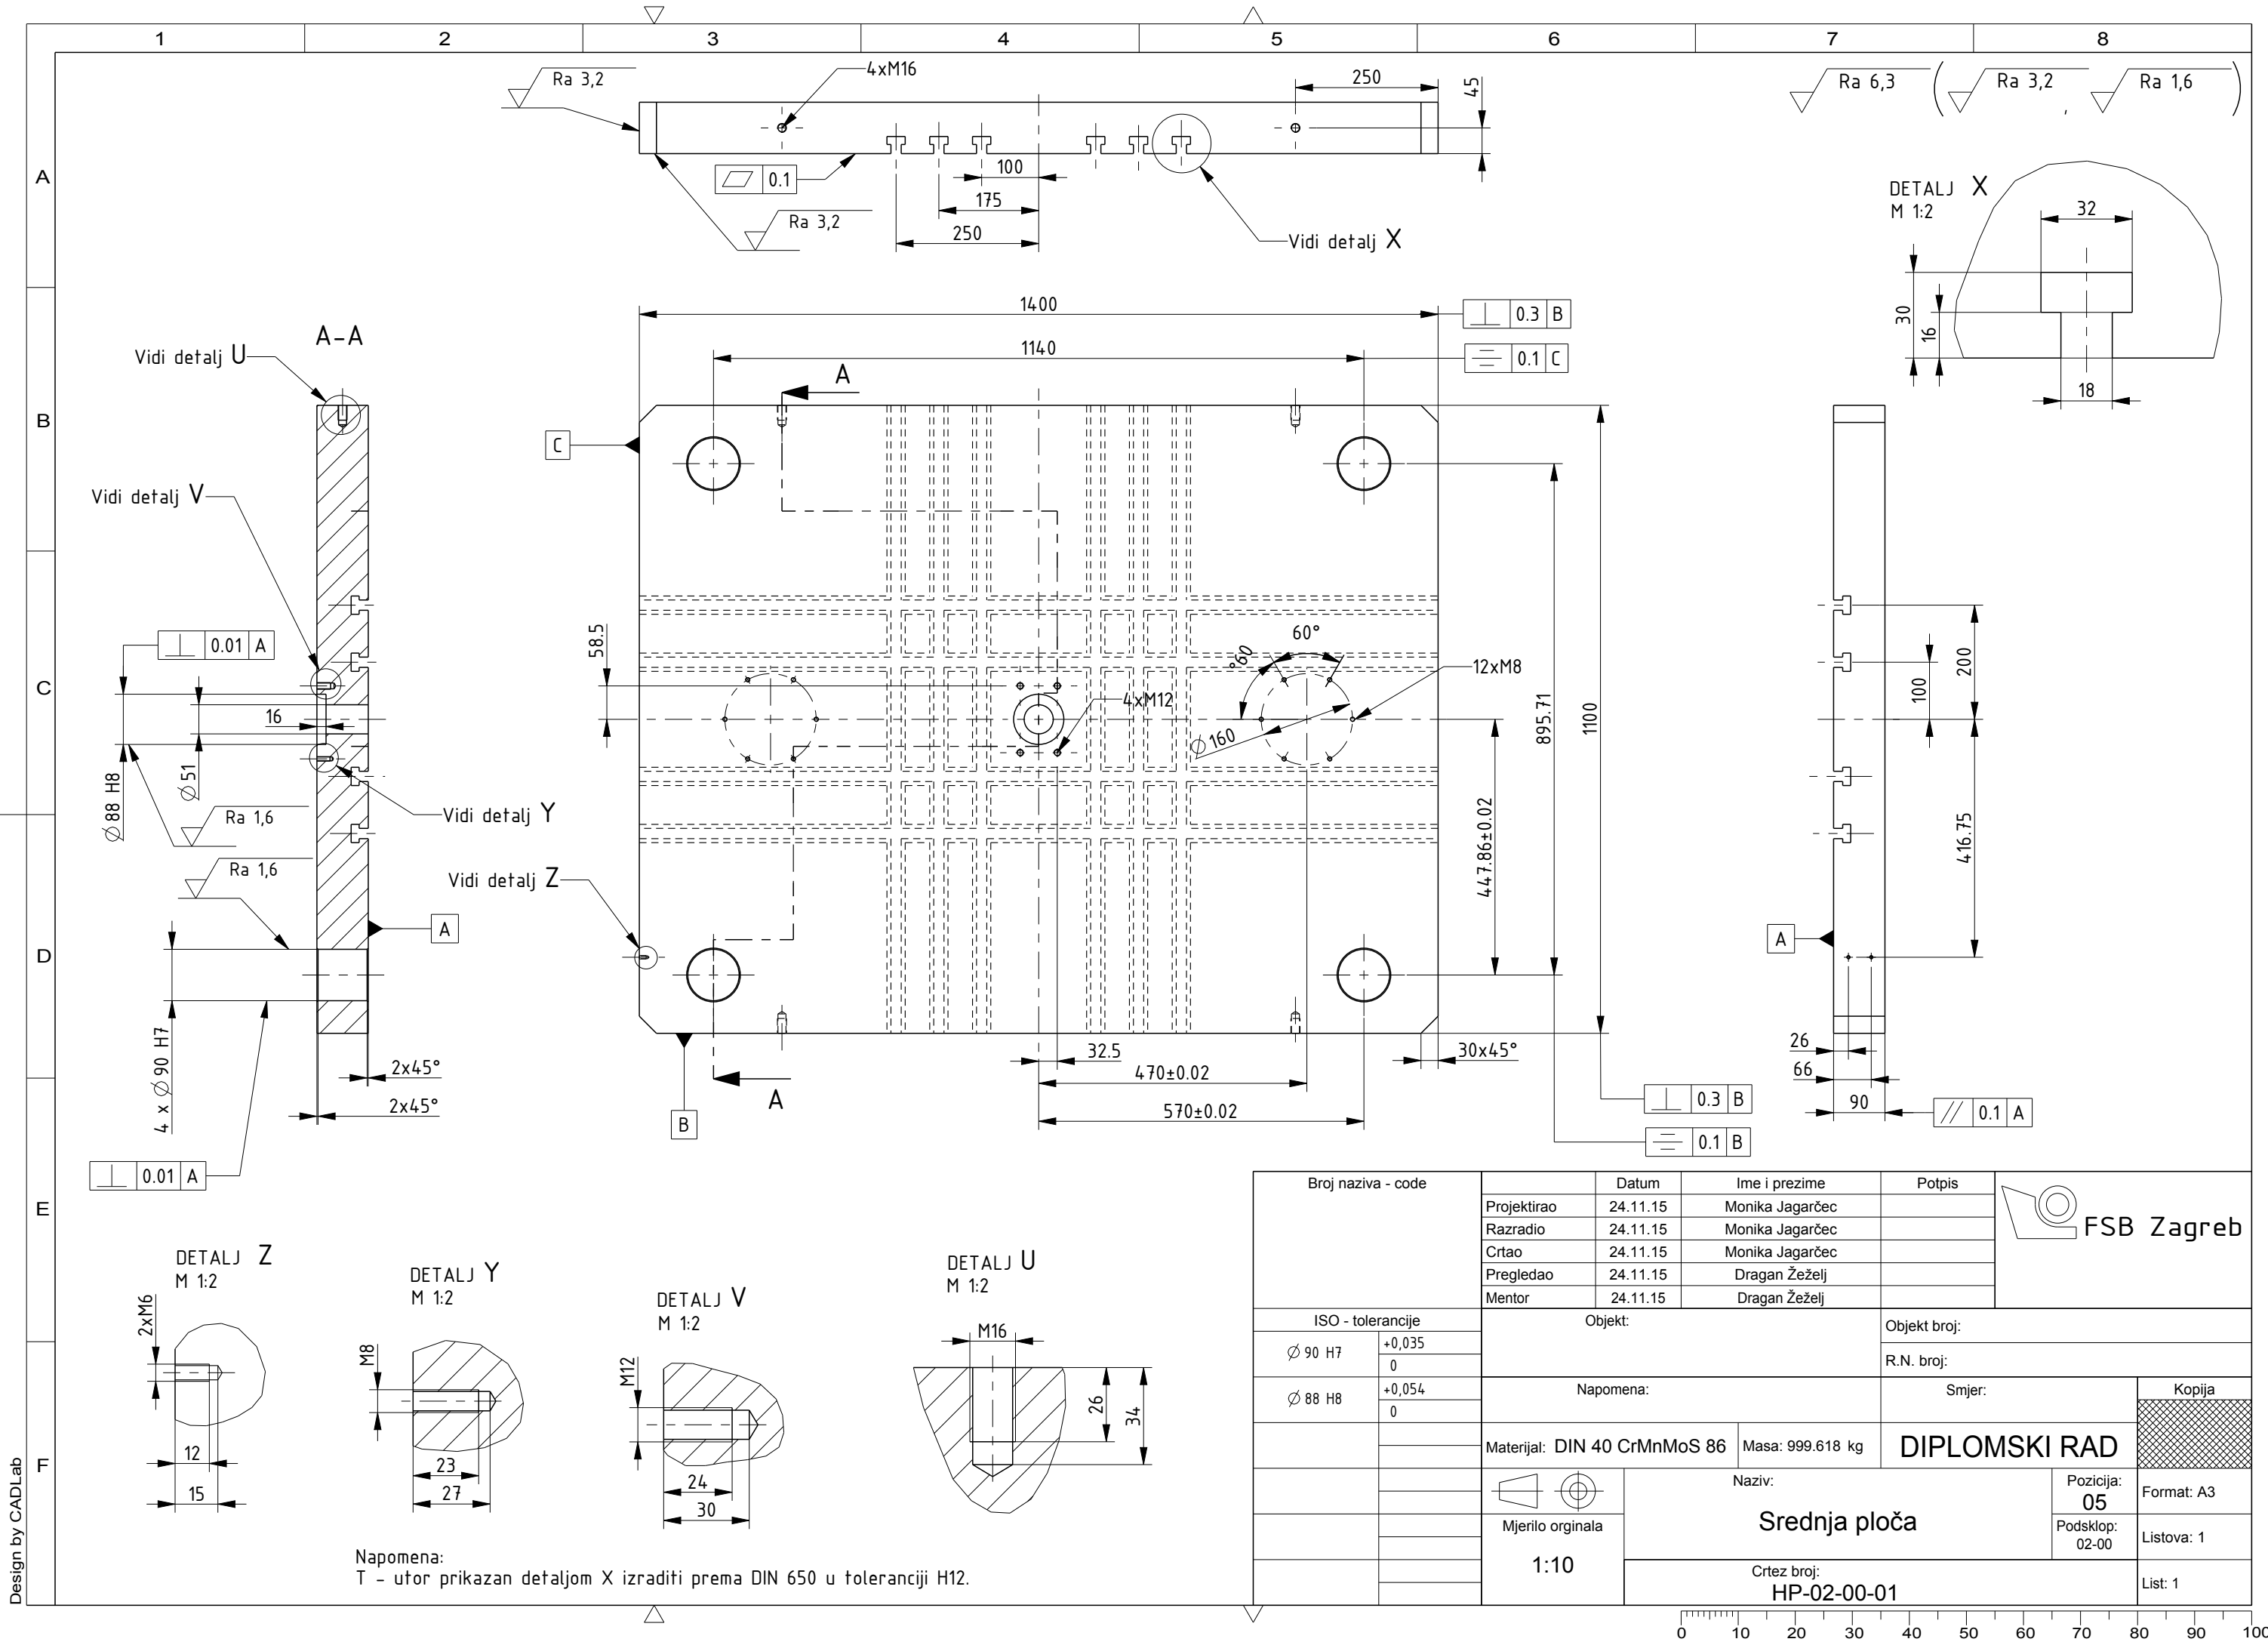 1 2 3 4 5 6 7 8
A
B
C
D
E
F
Ra 3,2
4xM16
250
45
Ra 6,3 ( Ra 3,2 , Ra 1,6 )
0.1
100
175
250
Ra 3,2
Vidi detalj X
DETALJ X
M 1:2
32
30
16
18
A-A
Vidi detalj U
Vidi detalj V
0.01 A
16
Ø 88 H8
Ø 51
Ra 1,6
Ra 1,6
Vidi detalj Y
Vidi detalj Z
A
4 x Ø 90 H7
2x45°
2x45°
0.01 A
1400
0.3 B
1140
0.1 C
A
C
58.5
60°
60°
12xM8
4xM12
Ø 160
895.71
1100
447.86±0.02
32.5
470±0.02
570±0.02
30x45°
A
B
0.3 B
0.1 B
200
100
416.75
A
26
66
90
0.1 A
DETALJ Z
M 1:2
2xM6
12
15
DETALJ Y
M 1:2
M8
23
27
DETALJ V
M 1:2
M12
24
30
DETALJ U
M 1:2
M16
26
34
Napomena:
T - utor prikazan detaljom X izraditi prema DIN 650 u toleranciji H12.
Design by CADLab
Broj naziva - code
Datum Ime i prezime Potpis
Projektirao 24.11.15 Monika Jagarčec
Razradio 24.11.15 Monika Jagarčec
Crtao 24.11.15 Monika Jagarčec
Pregledao 24.11.15 Dragan Žeželj
Mentor 24.11.15 Dragan Žeželj
FSB Zagreb
ISO - tolerancije
Ø 90 H7 +0,035
0
Ø 88 H8 +0,054
0
Objekt:
Objekt broj:
R.N. broj:
Napomena:
Smjer:
Kopija
Materijal: DIN 40 CrMnMoS 86
Masa: 999.618 kg
DIPLOMSKI RAD
Naziv:
Srednja ploča
Pozicija:
05
Format: A3
Mjerilo orginala
1:10
Podsklop:
02-00
Listova: 1
Crtez broj:
HP-02-00-01
List: 1
0 10 20 30 40 50 60 70 80 90 100